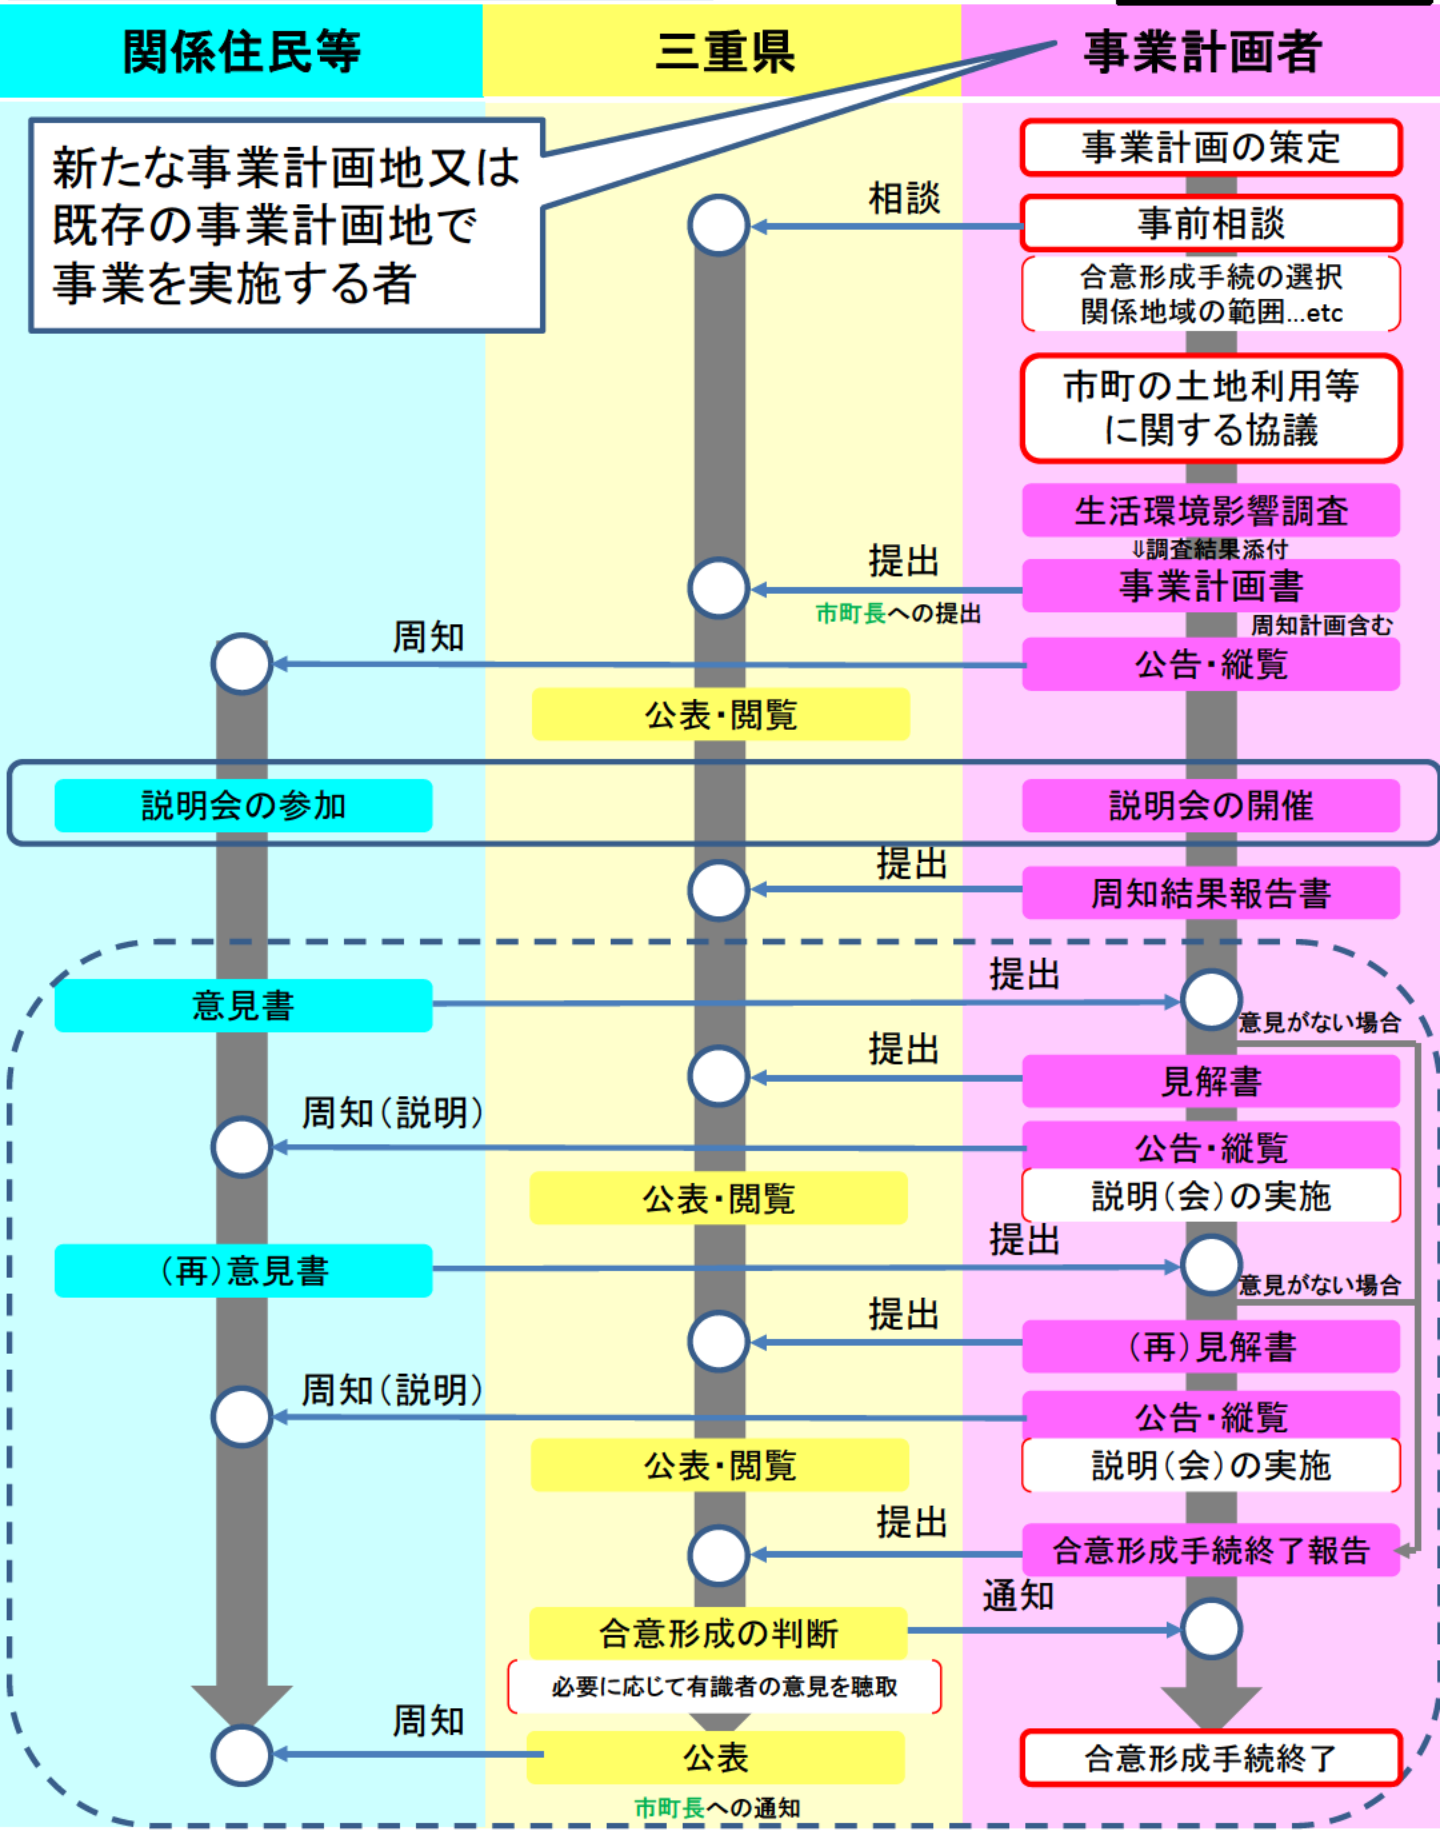 関係住民等
三重県
事業計画者
新たな事業計画地又は
既存の事業計画地で
事業を実施する者
事業計画の策定
相談
事前相談
合意形成手続の選択
関係地域の範囲…etc
市町の土地利用等
に関する協議
生活環境影響調査
⇓調査結果添付
提出
事業計画書
市町長への提出
周知計画含む
周知
公告・縦覧
公表・閲覧
説明会の参加
説明会の開催
提出
周知結果報告書
提出
意見書
意見がない場合
提出
見解書
周知(説明)
公告・縦覧
公表・閲覧
説明(会)の実施
提出
(再)意見書
意見がない場合
提出
(再)見解書
周知(説明)
公告・縦覧
公表・閲覧
説明(会)の実施
提出
合意形成手続終了報告
通知
合意形成の判断
必要に応じて有識者の意見を聴取
周知
公表
合意形成手続終了
市町長への通知